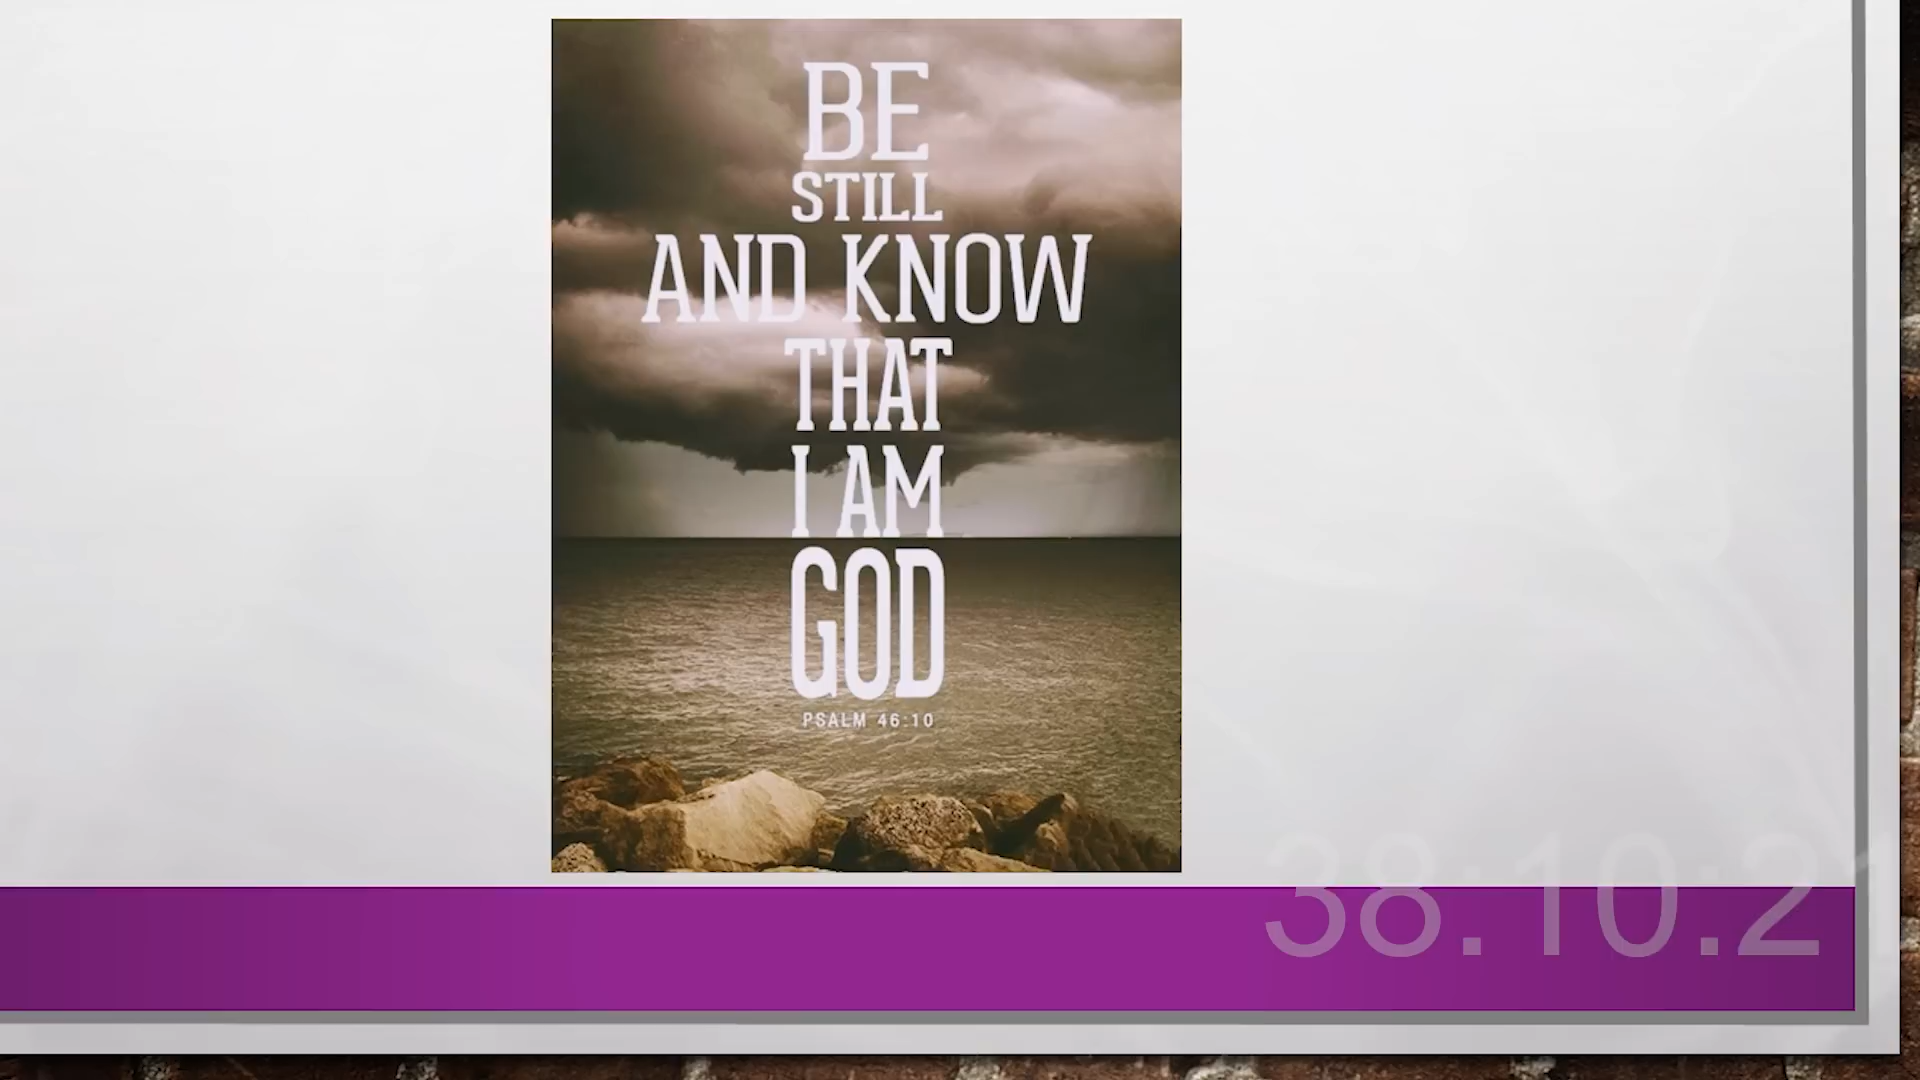 BE
STILL
AND KNOW
THAT
I AM
GOD
PSALM 46:10
38:10.21